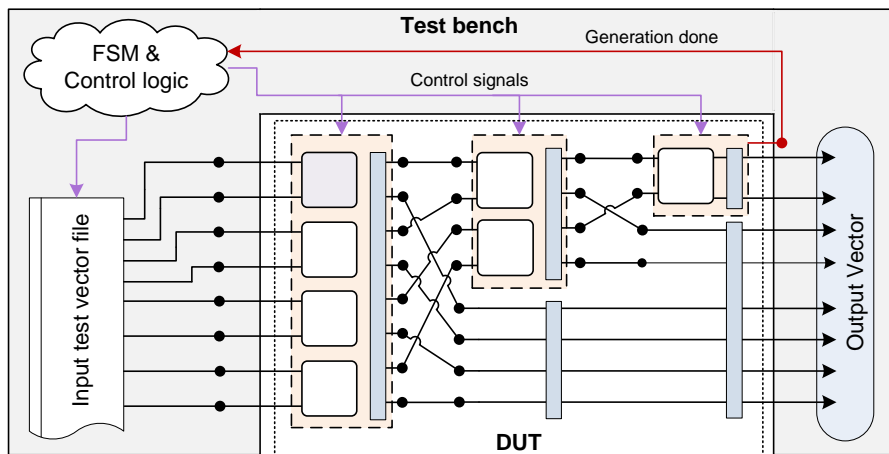 Test bench
Generation done
FSM &
Control logic
Control signals
Input test vector file
Output Vector
DUT